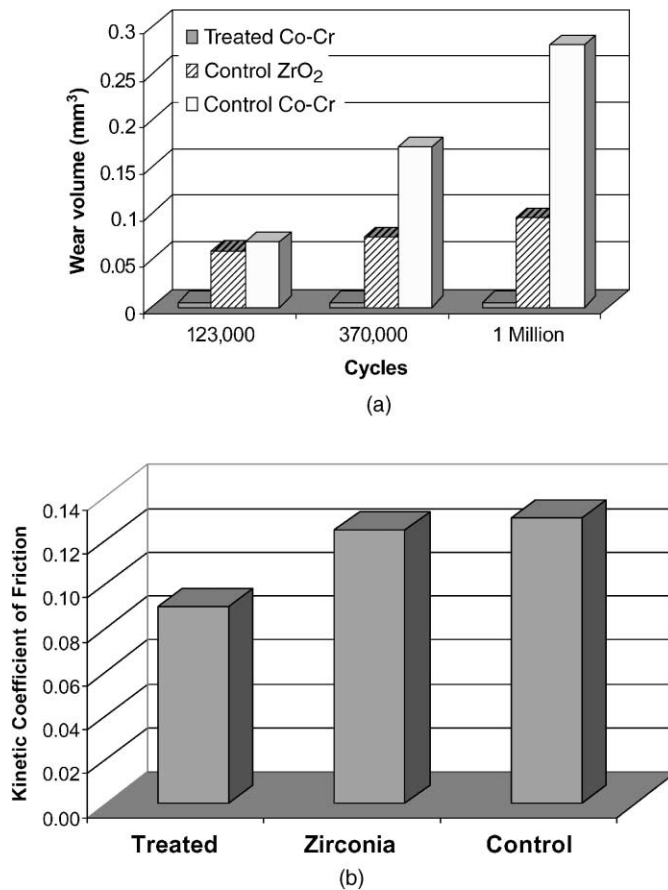 0.3
0.25
0.2
0.15
0.1
0.05
0
Wear volume (mm³)
Treated Co-Cr
Control ZrO₂
Control Co-Cr
123,000 370,000 1 Million
Cycles
(a)
0.14
0.12
0.10
0.08
0.06
0.04
0.02
0.00
Kinetic Coefficient of Friction
Treated Zirconia Control
(b)